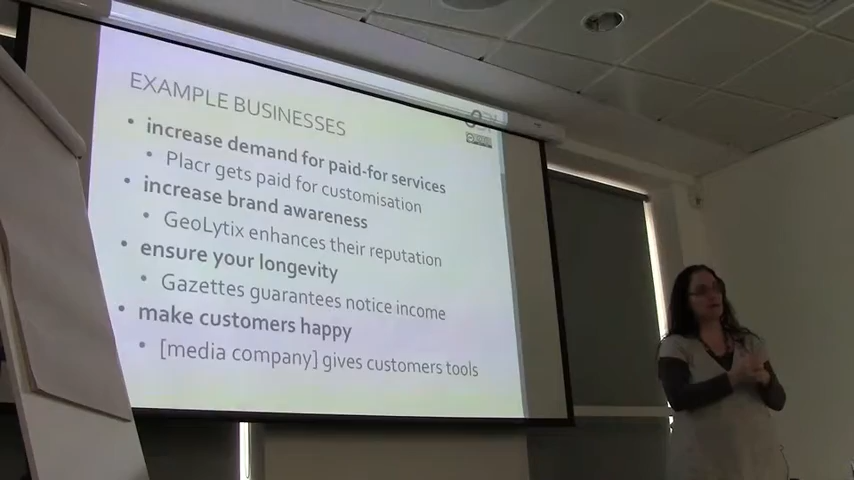 EXAMPLE BUSINESSES
• increase demand for paid-for services
• Placr gets paid for customisation
• increase brand awareness
• GeoLytix enhances their reputation
• ensure your longevity
• Gazettes guarantees notice income
• make customers happy
• [media company] gives customers tools